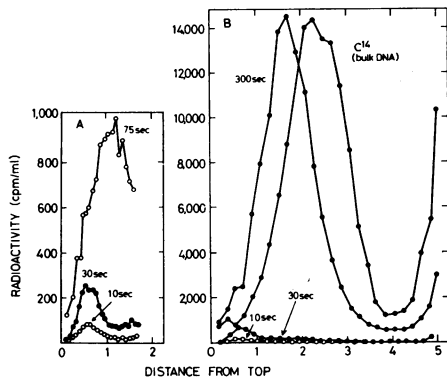 A
1,000
800
600
400
200
0
1
2
75sec
30sec
10sec
RADIOACTIVITY (cpm/ml)
B
14,000
12,000
10,000
8,000
6,000
4,000
2,000
0
1
2
3
4
5
300sec
C14
(bulk DNA)
30sec
10sec
DISTANCE FROM TOP